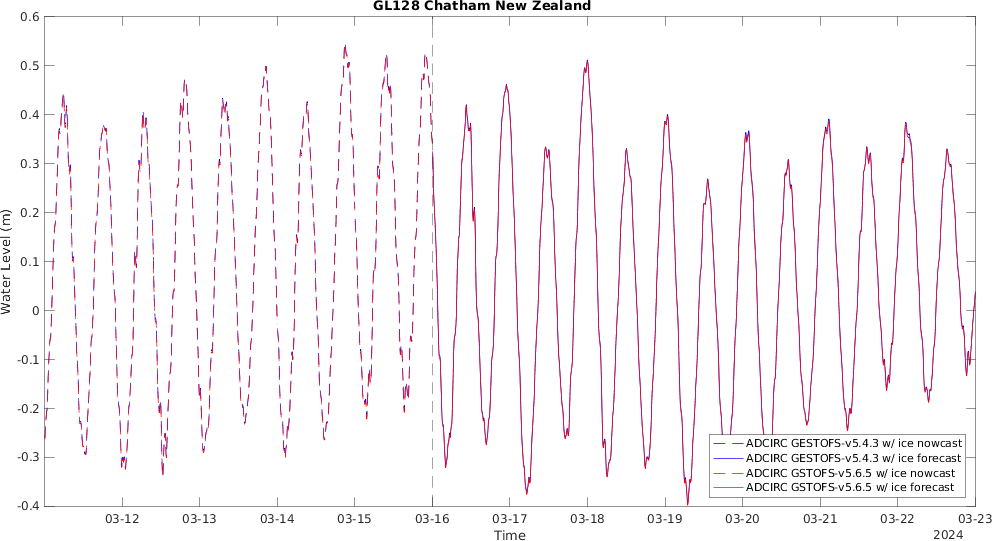 GL128 Chatham New Zealand
0.6
0.5
0.4
0.3
0.2
0.1
0
-0.1
-0.2
-0.3
-0.4
Water Level (m)
ADCIRC GESTOFS-v5.4.3 w/ ice nowcast
ADCIRC GESTOFS-v5.4.3 w/ ice forecast
ADCIRC GSTOFS-v5.6.5 w/ ice nowcast
ADCIRC GSTOFS-v5.6.5 w/ ice forecast
03-12 03-13 03-14 03-15 03-16 03-17 03-18 03-19 03-20 03-21 03-22 03-23
Time
2024